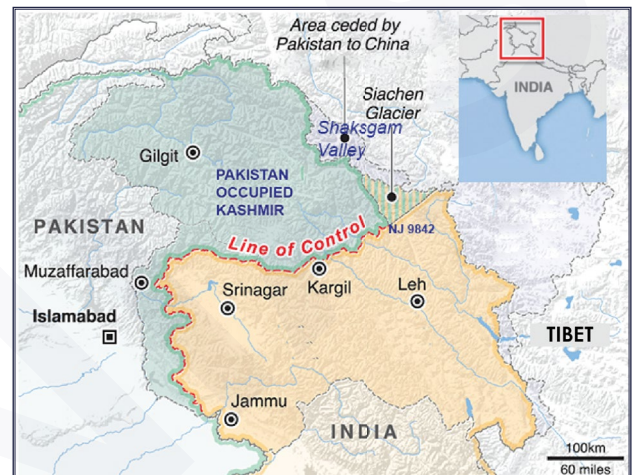 Area ceded by
Pakistan to China
Siachen
Glacier
INDIA
Shaksgam
Valley
Gilgit
PAKISTAN
OCCUPIED
KASHMIR
PAKISTAN
Line of Control
NJ 9842
Muzaffarabad
Srinagar
Kargil
Leh
Islamabad
TIBET
Jammu
INDIA
100km
60 miles